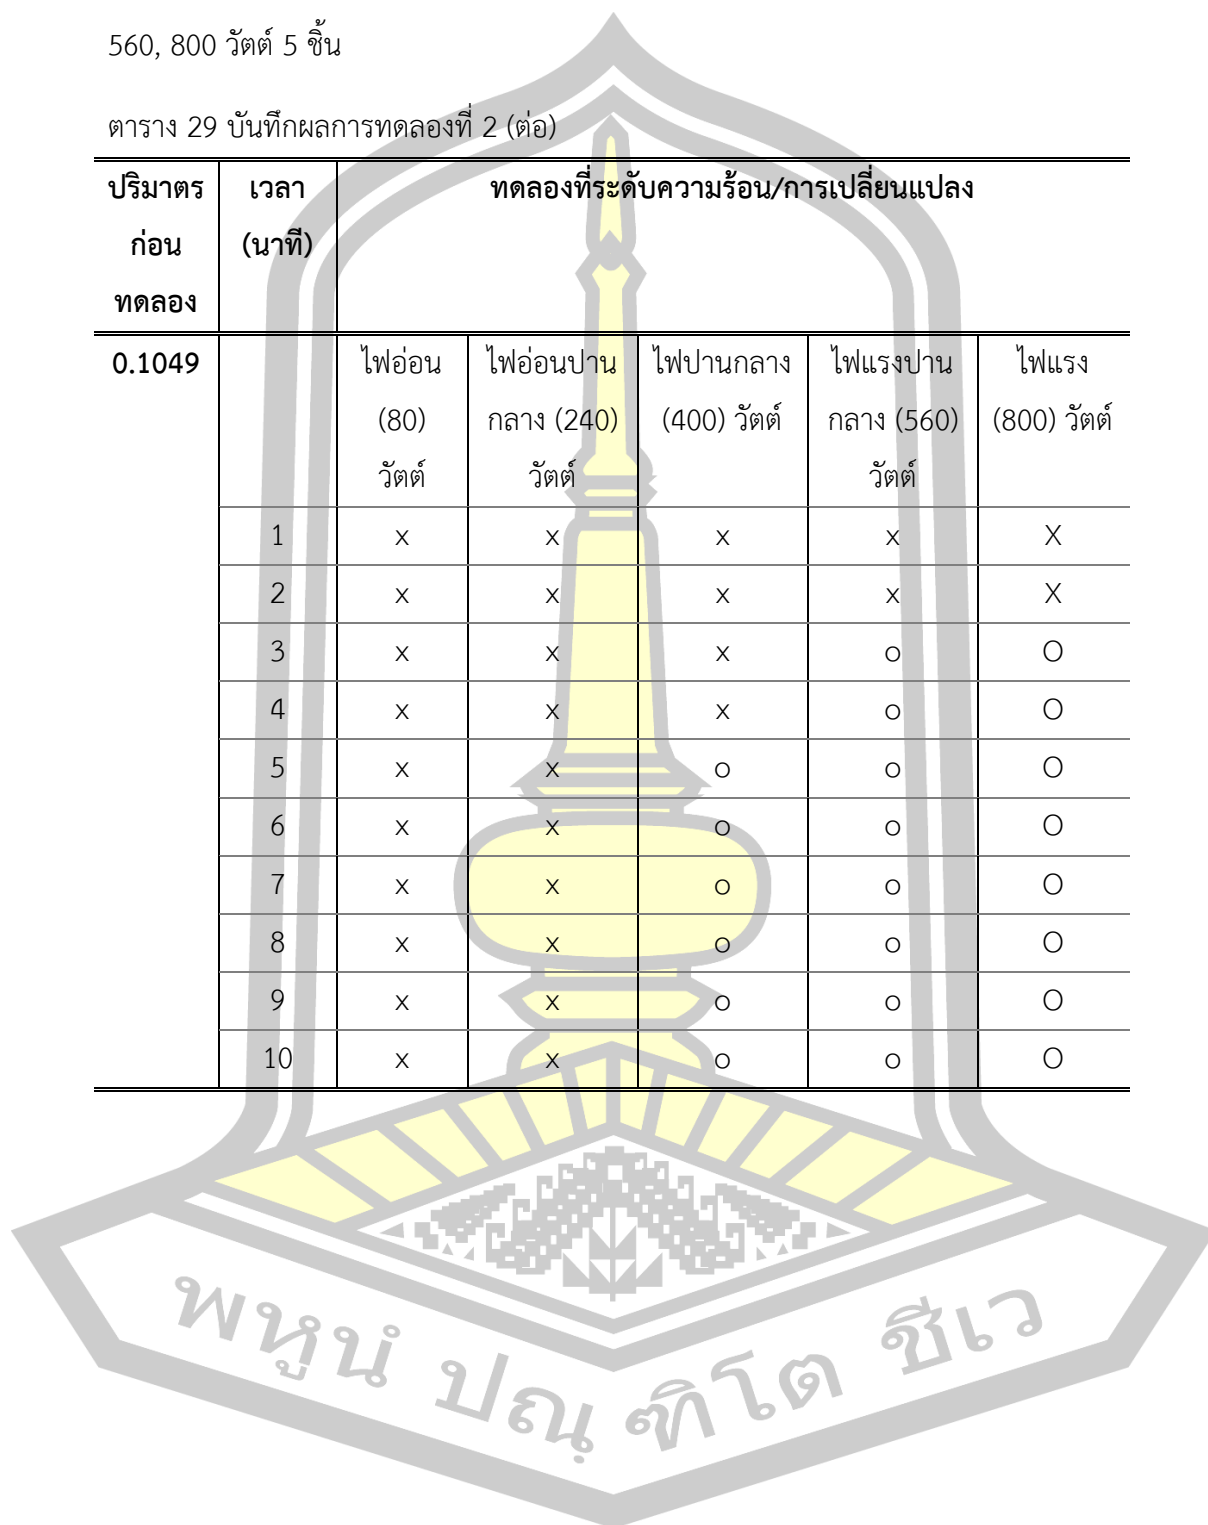 560, 800 วัตต์ 5 ชิ้น
ตาราง 29 บันทึกผลการทดลองที่ 2 (ต่อ)
ปริมาตร เวลา ทดลองที่ระดับความร้อน/การเปลี่ยนแปลง
ก่อน (นาที)
ทดลอง
0.1049 ไฟอ่อน ไฟอ่อนปาน ไฟปานกลาง ไฟแรงปาน ไฟแรง
(80) กลาง (240) (400) วัตต์ กลาง (560) (800) วัตต์
วัตต์ วัตต์ วัตต์
1 x x x x X
2 x x x x X
3 x x x o O
4 x x x o O
5 x x o o O
6 x x o o O
7 x x o o O
8 x x o o O
9 x x o o O
10 x x o o O
พหูนํ ปณฺฑิโต ชีเว